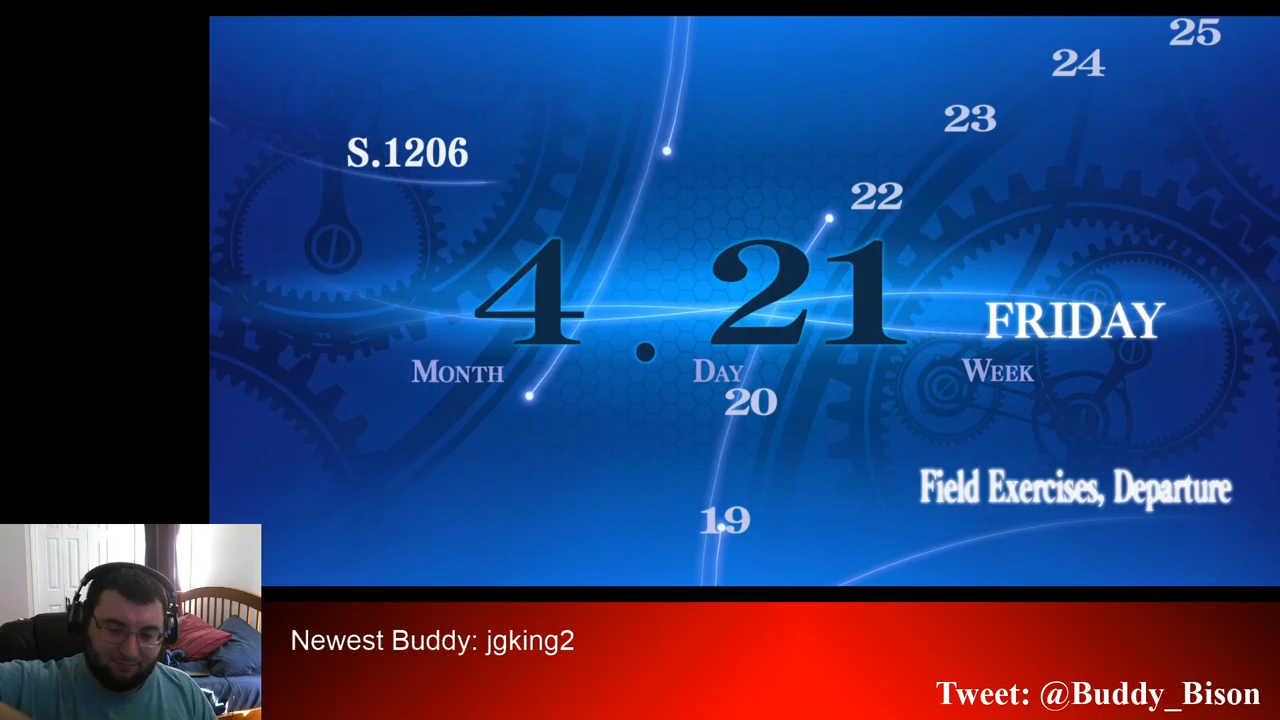 25
24
23
S.1206
22
4.21
FRIDAY
MONTH DAY WEEK
20
Field Exercises, Departure
19
Newest Buddy: jgking2
Tweet: @Buddy_Bison